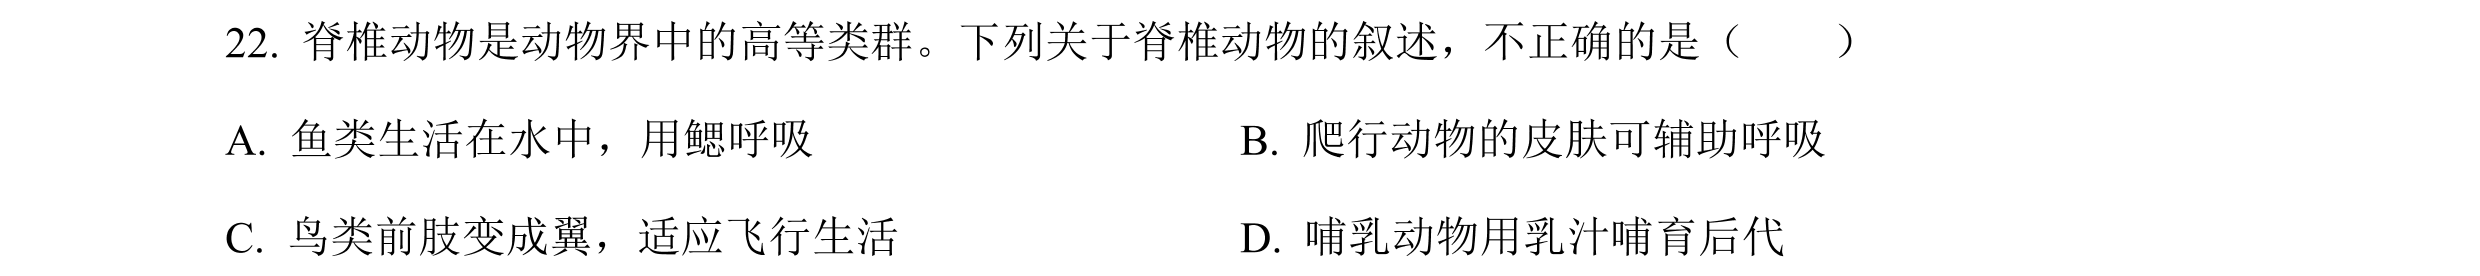 22. 脊椎动物是动物界中的高等类群。下列关于脊椎动物的叙述，不正确的是（　　）
A. 鱼类生活在水中，用鳃呼吸　　B. 爬行动物的皮肤可辅助呼吸
C. 鸟类前肢变成翼，适应飞行生活　　D. 哺乳动物用乳汁哺育后代